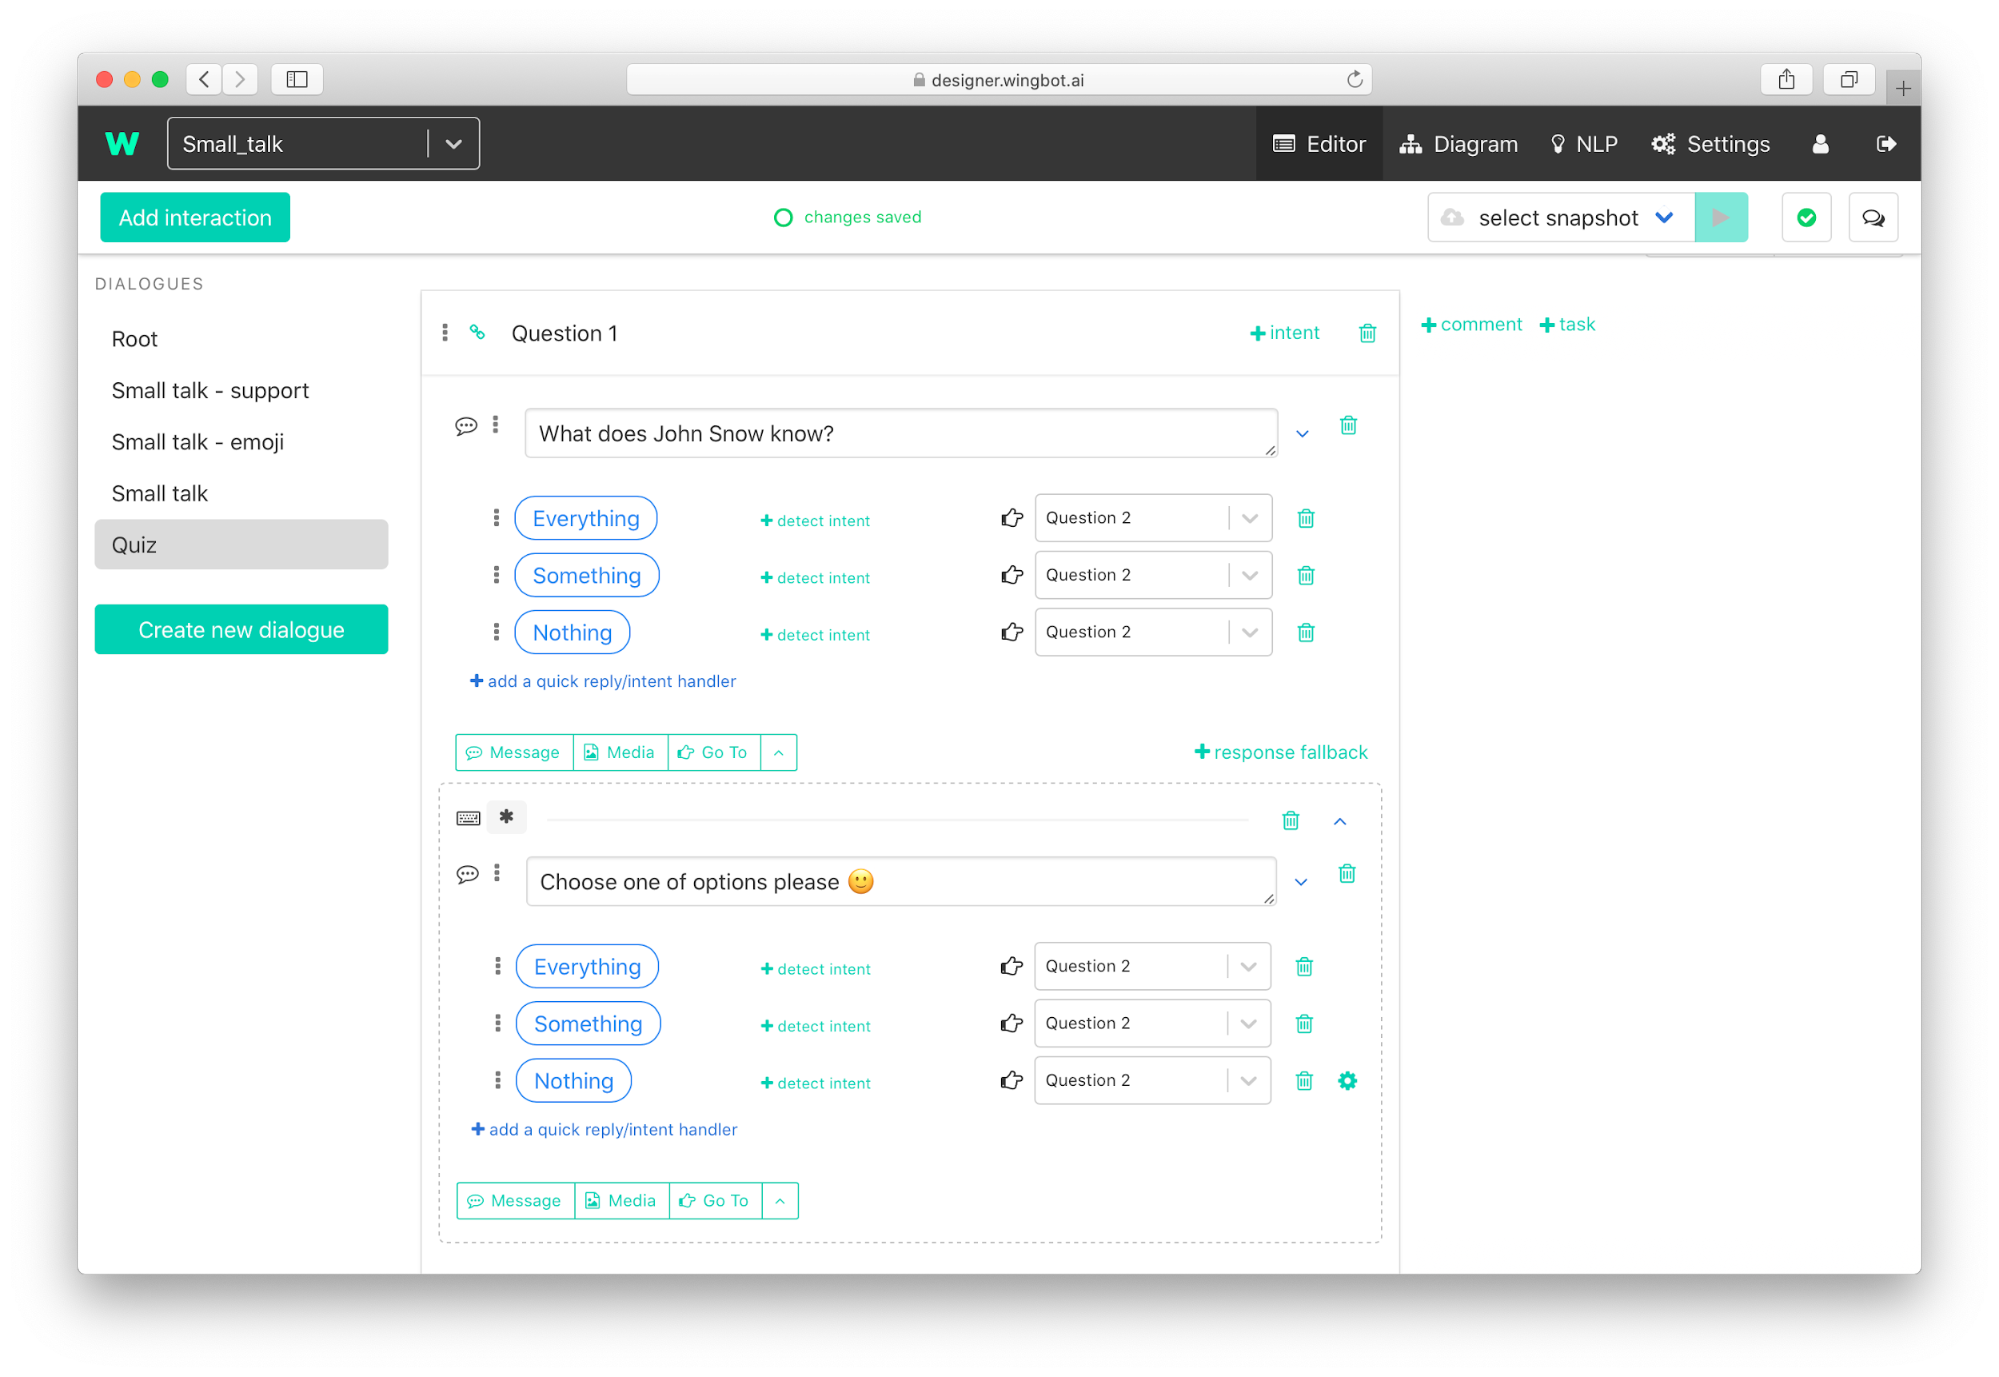 designer.wingbot.ai
W Small_talk Editor Diagram NLP Settings
Add interaction changes saved select snapshot
DIALOGUES
Root
Small talk - support
Small talk - emoji
Small talk
Quiz
Create new dialogue
Question 1 +intent
+comment +task
What does John Snow know?
Everything +detect intent Question 2
Something +detect intent Question 2
Nothing +detect intent Question 2
+add a quick reply/intent handler
Message Media Go To +response fallback
*
Choose one of options please 🙂
Everything +detect intent Question 2
Something +detect intent Question 2
Nothing +detect intent Question 2
+add a quick reply/intent handler
Message Media Go To